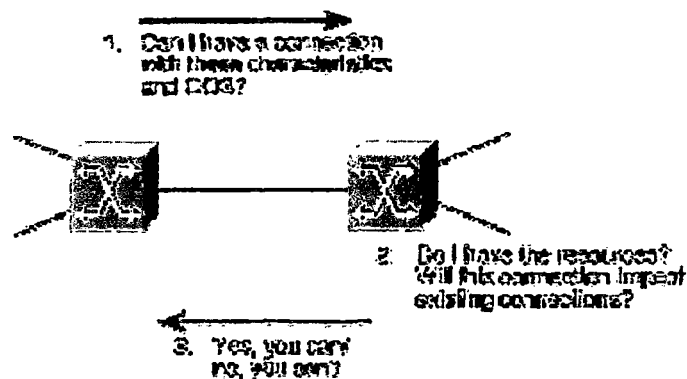 1. Can I have a connection
with these characteristics
and COS?
2. Do I have the resources?
Will this connection impact
existing connections?
3. Yes, you can/
no, you can't